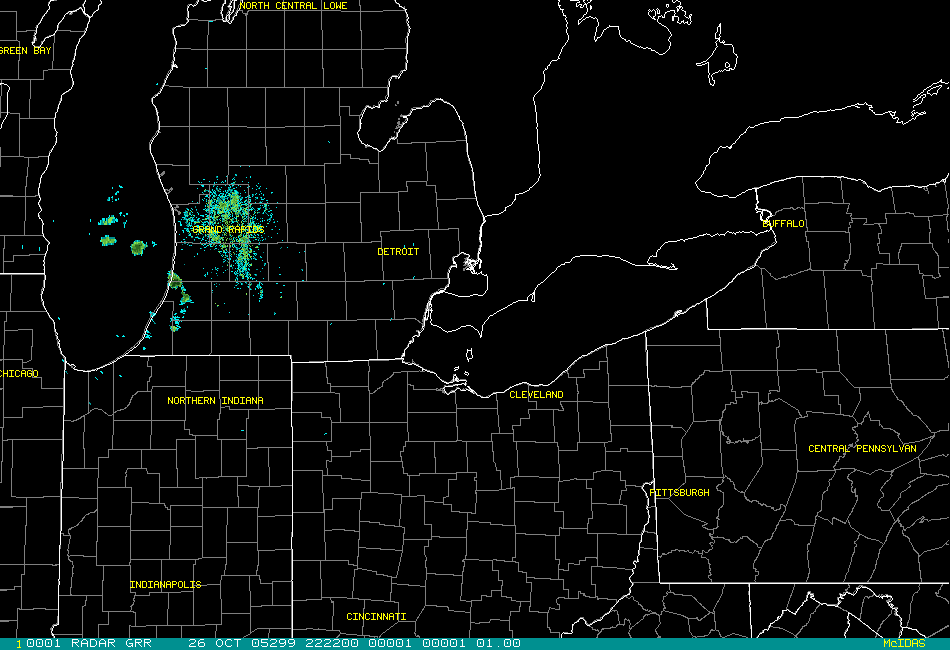 NORTH CENTRAL LOWE
GREEN BAY
BUFFALO
GRAND RAPIDS
DETROIT
CHICAGO
CLEVELAND
NORTHERN INDIANA
CENTRAL PENNSYLVAN
PITTSBURGH
INDIANAPOLIS
CINCINNATI
10001 RADAR GRR 26 OCT 05299 222200 00001 00001 01.00 McIDAS